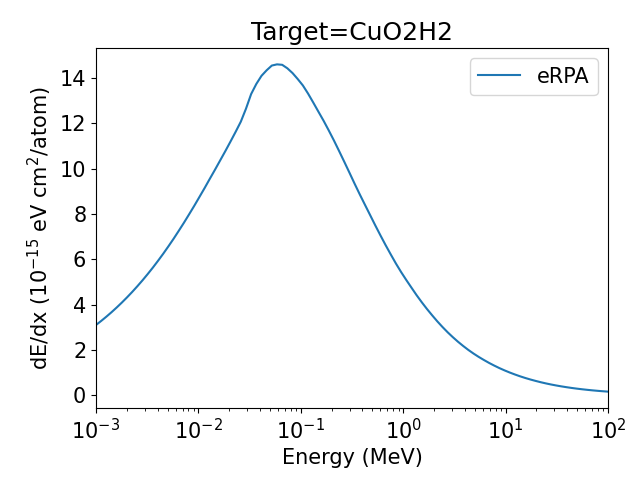 Target=CuO2H2
eRPA
dE/dx (10⁻¹⁵ eV cm²/atom)
14
12
10
8
6
4
2
0
10⁻³ 10⁻² 10⁻¹ 10⁰ 10¹ 10²
Energy (MeV)